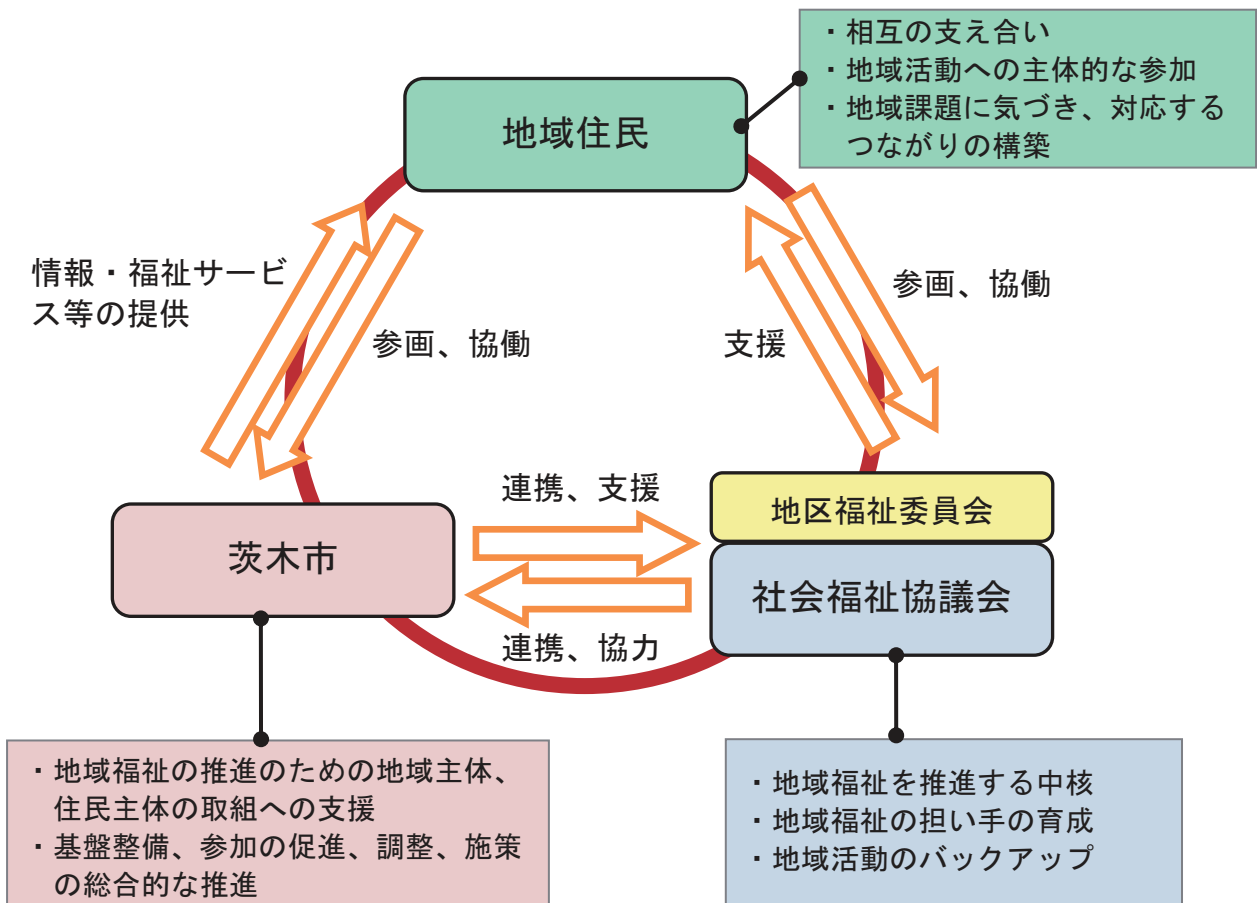 ・相互の支え合い
・地域活動への主体的な参加
・地域課題に気づき、対応する
つながりの構築
地域住民
情報・福祉サービ
ス等の提供
参画、協働
支援
参画、協働
連携、支援
地区福祉委員会
茨木市
社会福祉協議会
連携、協力
・地域福祉の推進のための地域主体、
住民主体の取組への支援
・基盤整備、参加の促進、調整、施策
の総合的な推進
・地域福祉を推進する中核
・地域福祉の担い手の育成
・地域活動のバックアップ